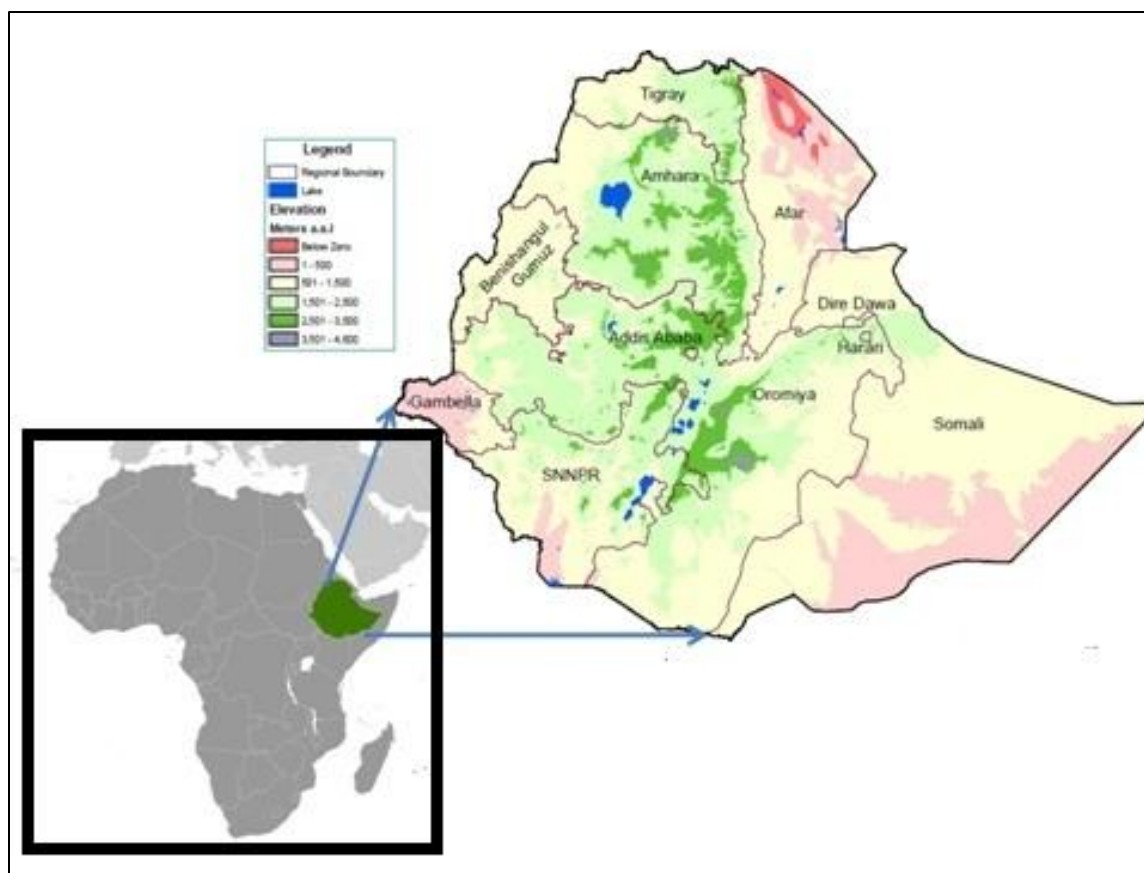 Legend
Regional Boundary
Lake
Elevation
Meters a.s.l
Below Zero
1 - 500
501 - 1,500
1,501 - 2,500
2,501 - 3,500
3,501 - 4,600
Tigray
Amhara
Afar
Benishangul
Gumuz
Dire Dawa
Addis Ababa
Harari
Gambella
Oromiya
Somali
SNNPR